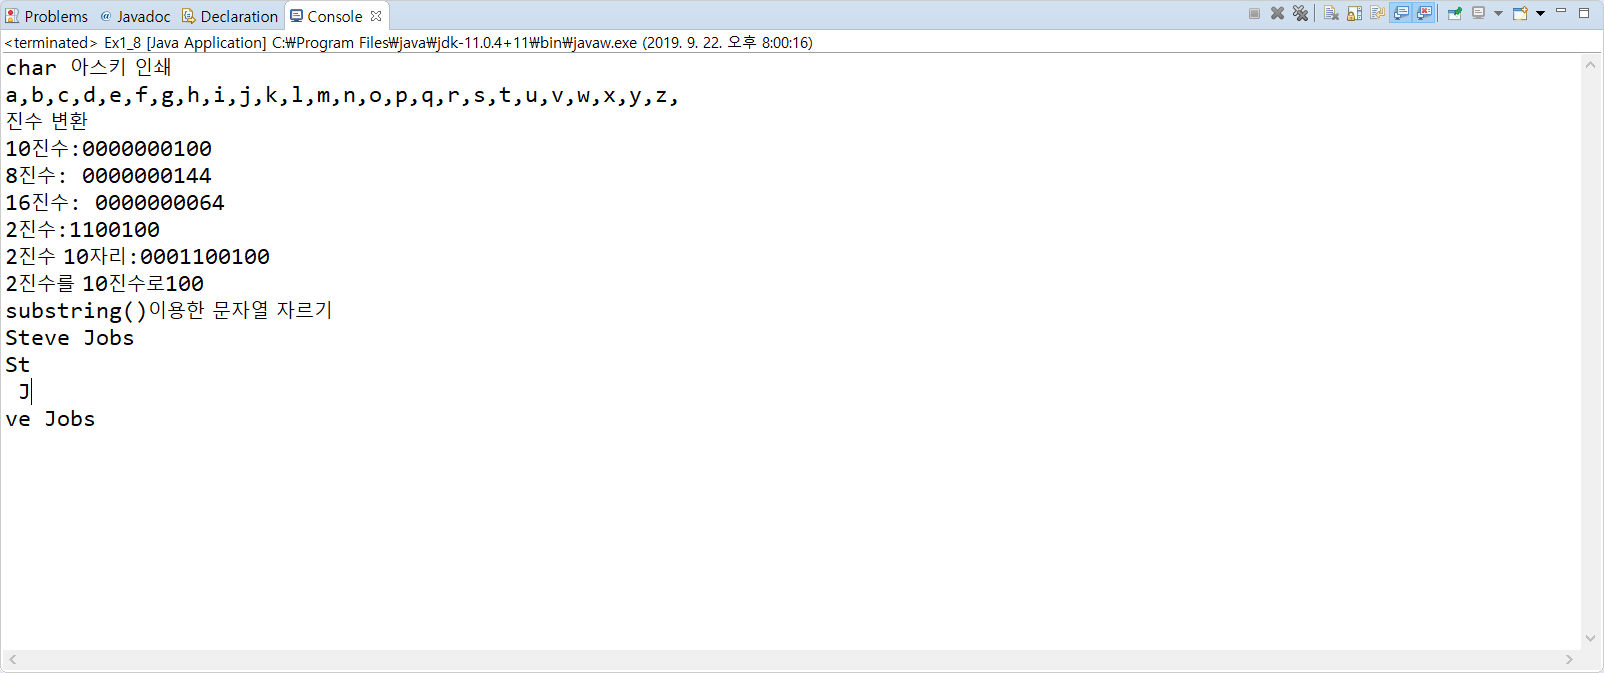 Problems @ Javadoc Declaration Console
<terminated> Ex1_8 [Java Application] C:₩Program Files₩java₩jdk-11.0.4+11₩bin₩javaw.exe (2019. 9. 22. 오후 8:00:16)
char 아스키 인쇄
a,b,c,d,e,f,g,h,i,j,k,l,m,n,o,p,q,r,s,t,u,v,w,x,y,z,
진수 변환
10진수:0000000100
8진수: 0000000144
16진수: 0000000064
2진수:1100100
2진수 10자리:0001100100
2진수를 10진수로100
substring()이용한 문자열 자르기
Steve Jobs
St
 J
ve Jobs